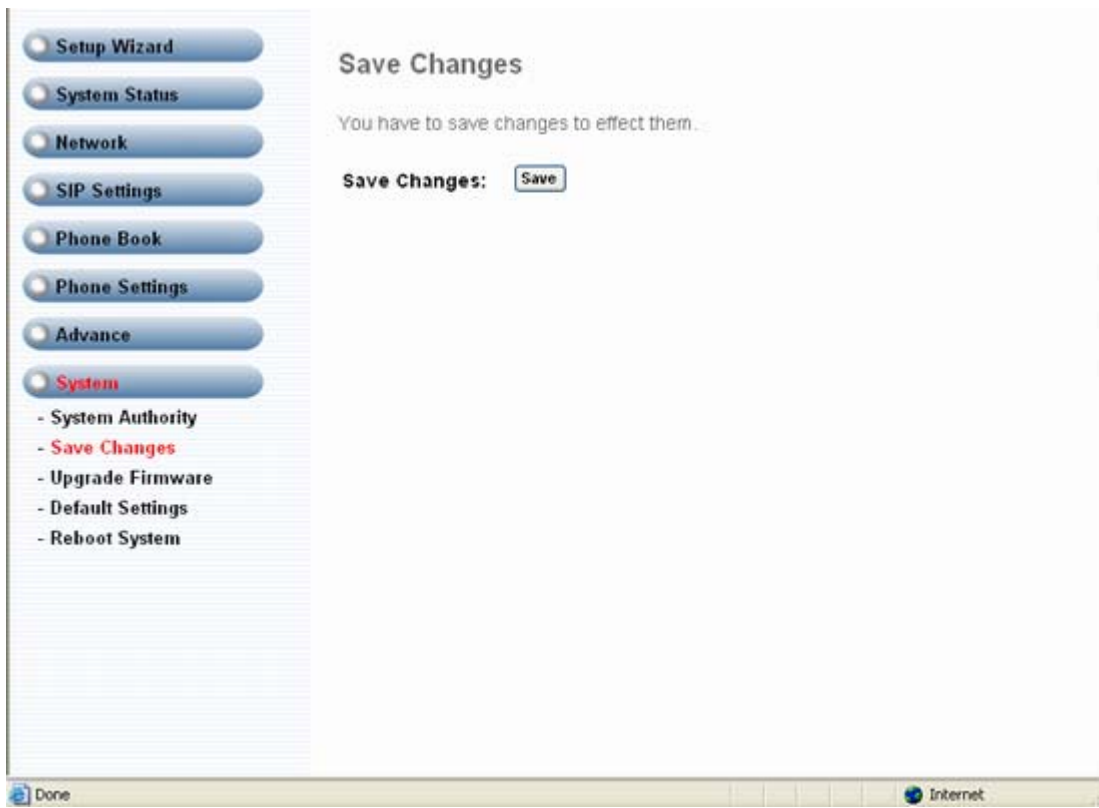 Setup Wizard
System Status
Network
SIP Settings
Phone Book
Phone Settings
Advance
System
- System Authority
- Save Changes
- Upgrade Firmware
- Default Settings
- Reboot System
Save Changes
You have to save changes to effect them.
Save Changes: Save
Done
Internet